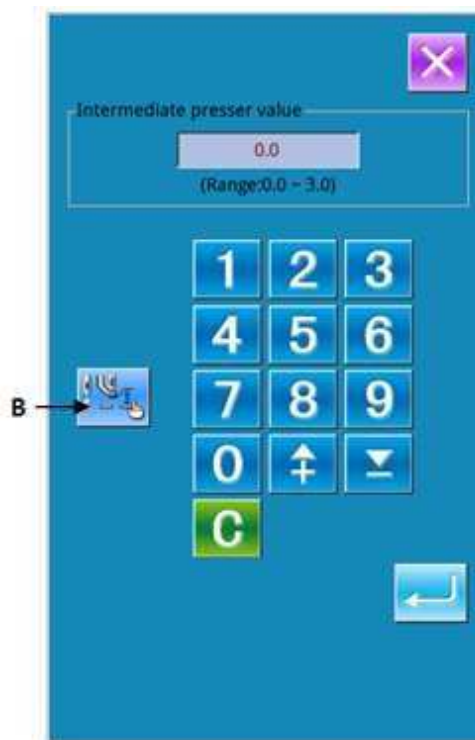 Intermediate presser value
0.0
(Range:0.0 ~ 3.0)
1 2 3
4 5 6
B
7 8 9
0
C